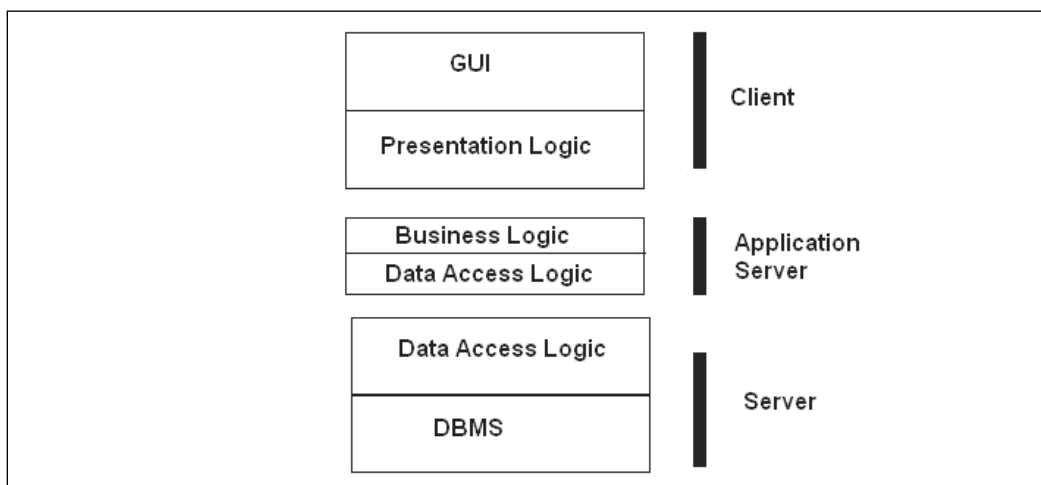 GUI
Presentation Logic
Client
Business Logic
Data Access Logic
Application
Server
Data Access Logic
DBMS
Server